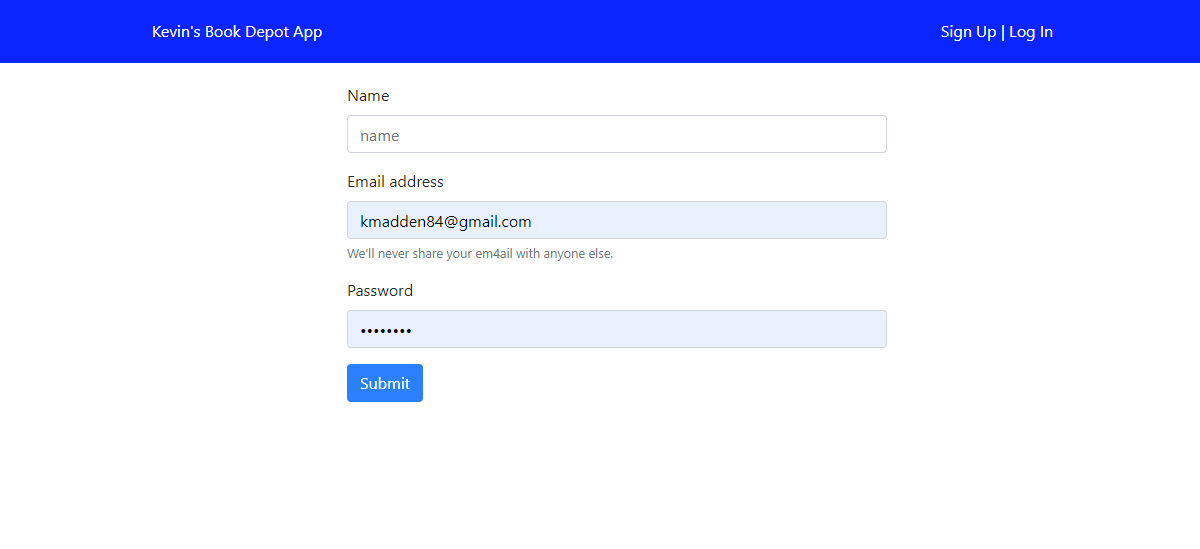 Kevin's Book Depot App
Sign Up | Log In
Name
name
Email address
kmadden84@gmail.com
We'll never share your em4ail with anyone else.
Password
••••••••
Submit